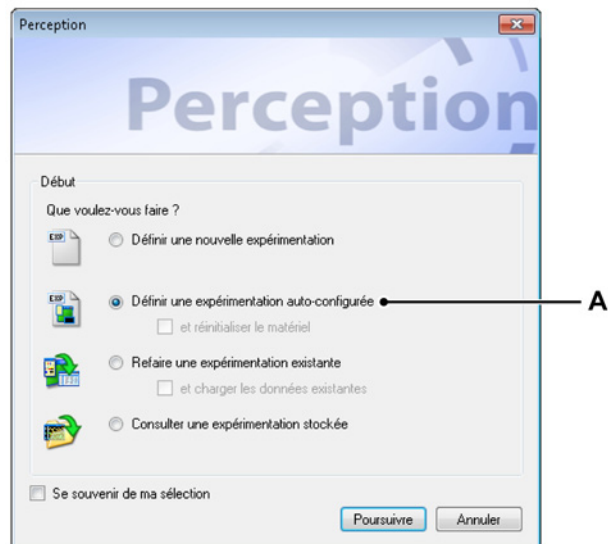 Perception
Perception
Début
Que voulez-vous faire ?
EXP
Définir une nouvelle expérimentation
EXP
Définir une expérimentation auto-configurée
A
et réinitialiser le matériel
Refaire une expérimentation existante
et charger les données existantes
Consulter une expérimentation stockée
Se souvenir de ma sélection
Poursuivre
Annuler